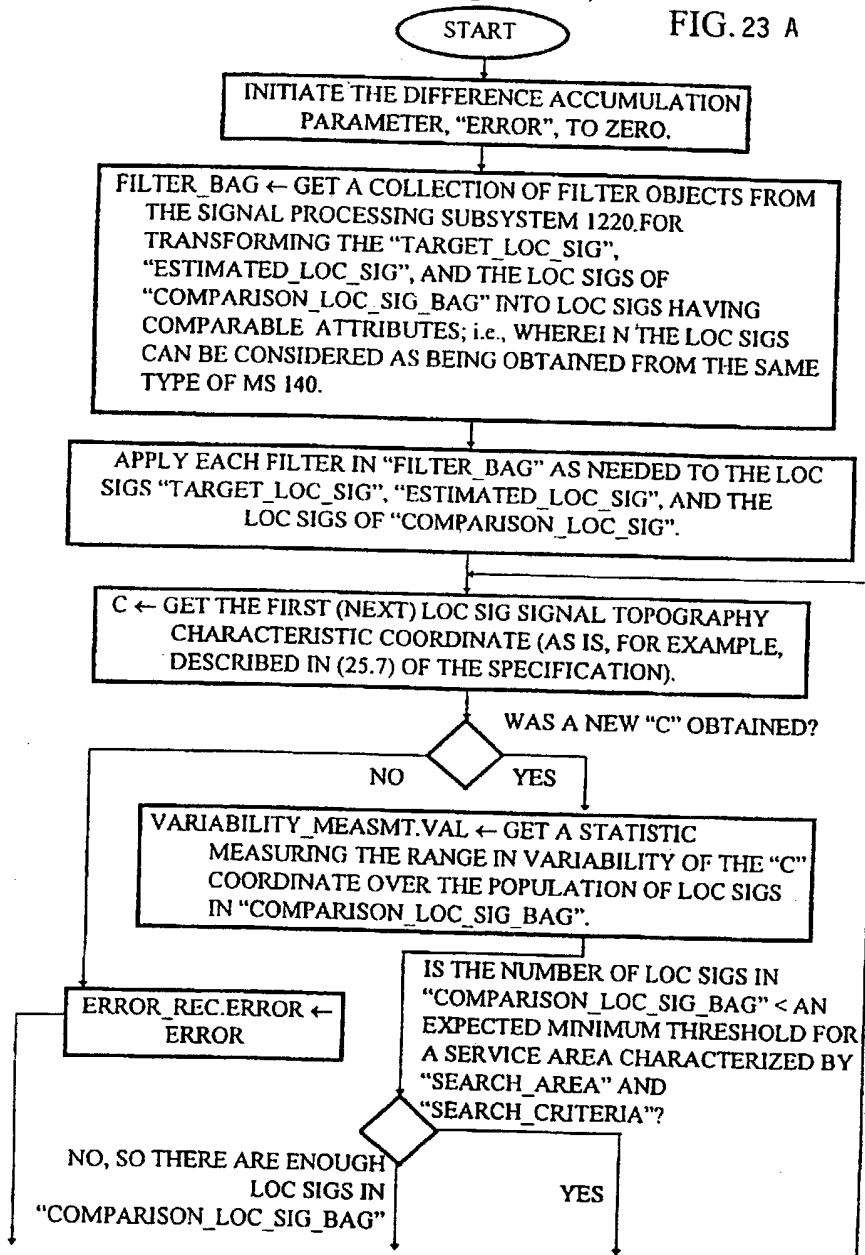 START
FIG. 23 A
INITIATE THE DIFFERENCE ACCUMULATION
PARAMETER, “ERROR”, TO ZERO.
FILTER_BAG ← GET A COLLECTION OF FILTER OBJECTS FROM
THE SIGNAL PROCESSING SUBSYSTEM 1220.FOR
TRANSFORMING THE “TARGET_LOC_SIG”,
“ESTIMATED_LOC_SIG”, AND THE LOC SIGS OF
“COMPARISON_LOC_SIG_BAG” INTO LOC SIGS HAVING
COMPARABLE ATTRIBUTES; i.e., WHEREI N THE LOC SIGS
CAN BE CONSIDERED AS BEING OBTAINED FROM THE SAME
TYPE OF MS 140.
APPLY EACH FILTER IN “FILTER_BAG” AS NEEDED TO THE LOC
SIGS “TARGET_LOC_SIG”, “ESTIMATED_LOC_SIG”, AND THE
LOC SIGS OF “COMPARISON_LOC_SIG”.
C ← GET THE FIRST (NEXT) LOC SIG SIGNAL TOPOGRAPHY
CHARACTERISTIC COORDINATE (AS IS, FOR EXAMPLE,
DESCRIBED IN (25.7) OF THE SPECIFICATION).
WAS A NEW “C” OBTAINED?
NO YES
VARIABILITY_MEASMT.VAL ← GET A STATISTIC
MEASURING THE RANGE IN VARIABILITY OF THE “C”
COORDINATE OVER THE POPULATION OF LOC SIGS
IN “COMPARISON_LOC_SIG_BAG”.
ERROR_REC.ERROR ←
ERROR
IS THE NUMBER OF LOC SIGS IN
“COMPARISON_LOC_SIG_BAG” < AN
EXPECTED MINIMUM THRESHOLD FOR
A SERVICE AREA CHARACTERIZED BY
“SEARCH_AREA” AND
“SEARCH_CRITERIA”?
NO, SO THERE ARE ENOUGH
LOC SIGS IN
“COMPARISON_LOC_SIG_BAG”
YES